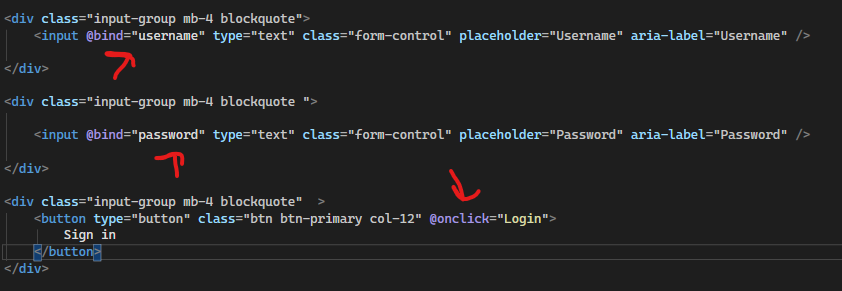 <div class="input-group mb-4 blockquote">
<input @bind="username" type="text" class="form-control" placeholder="Username" aria-label="Username" />
</div>
<div class="input-group mb-4 blockquote ">
<input @bind="password" type="text" class="form-control" placeholder="Password" aria-label="Password" />
</div>
<div class="input-group mb-4 blockquote"  >
<button type="button" class="btn btn-primary col-12" @onclick="Login">
Sign in
</button>
</div>